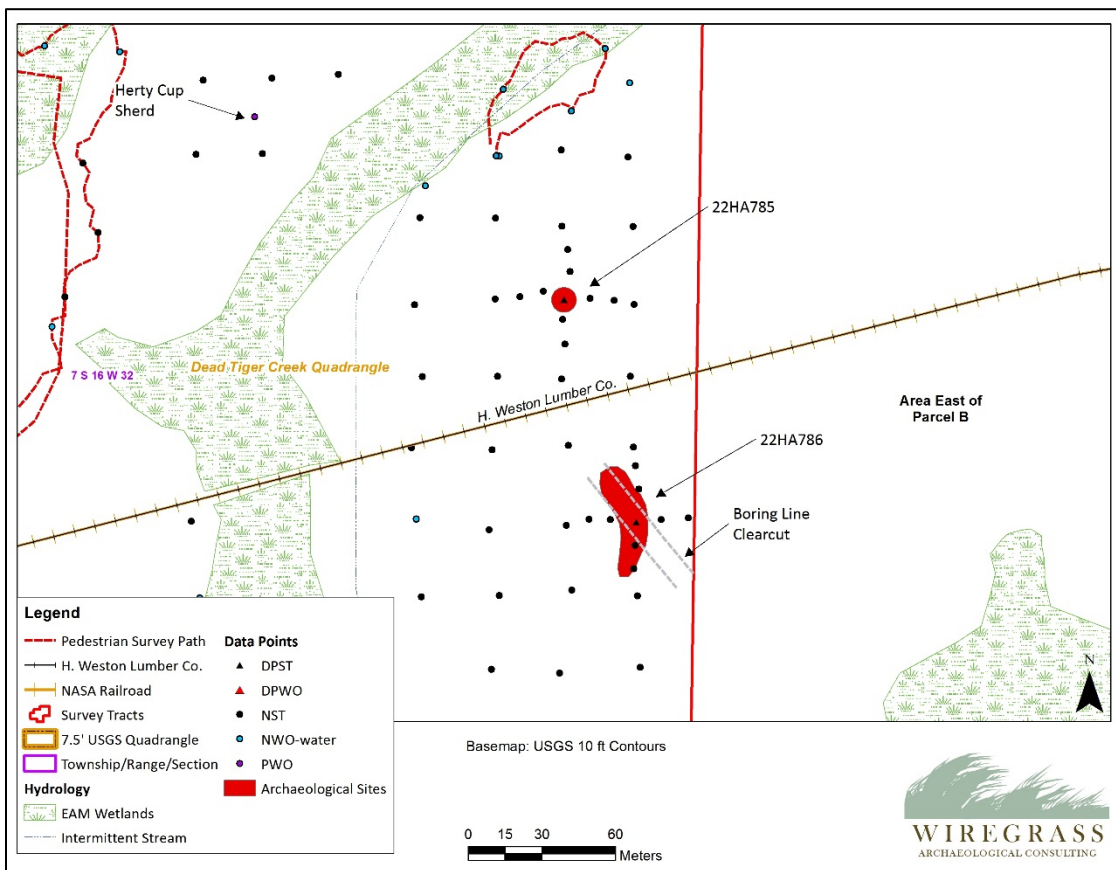 Herty Cup
Sherd
22HA785
7 S 16 W 32
Dead Tiger Creek Quadrangle
H. Weston Lumber Co.
Area East of
Parcel B
22HA786
Boring Line
Clearcut
Legend
Pedestrian Survey Path
H. Weston Lumber Co.
NASA Railroad
Survey Tracts
7.5' USGS Quadrangle
Township/Range/Section
Hydrology
EAM Wetlands
Intermittent Stream
Data Points
DPST
DPWO
NST
NWO-water
PWO
Archaeological Sites
N
Basemap: USGS 10 ft Contours
0 15 30 60
Meters
WIREGRASS
ARCHAEOLOGICAL CONSULTING